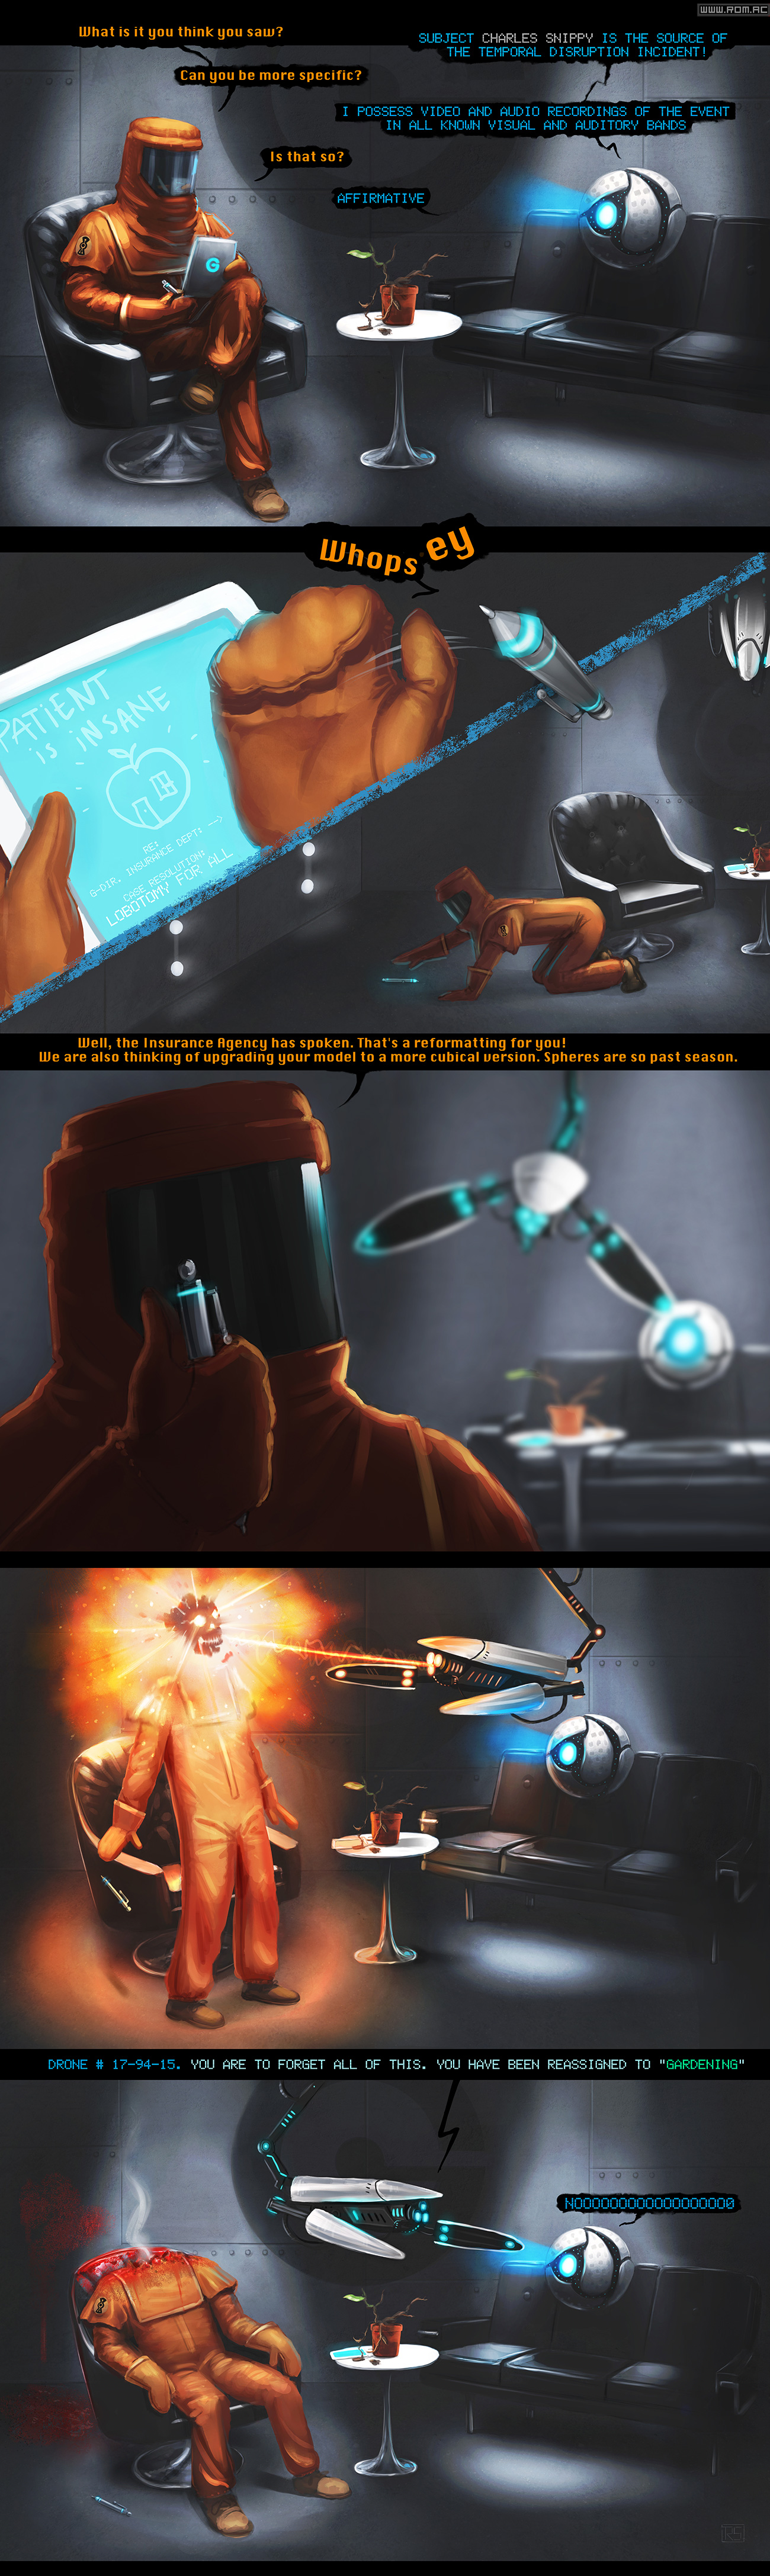 WWW.ROM.AC
What is it you think you saw?
SUBJECT CHARLES SNIPPY IS THE SOURCE OF
THE TEMPORAL DISRUPTION INCIDENT!
Can you be more specific?
I POSSESS VIDEO AND AUDIO RECORDINGS OF THE EVENT
IN ALL KNOWN VISUAL AND AUDITORY BANDS
Is that so?
AFFIRMATIVE
G
Whopsey
PATIENT
is INSANE
RE:
G-DIR. INSURANCE DEPT: -->
CASE RESOLUTION:
LOBOTOMY FOR ALL
Well, the Insurance Agency has spoken. That's a reformatting for you!
We are also thinking of upgrading your model to a more cubical version. Spheres are so past season.
DRONE # 17-94-15. YOU ARE TO FORGET ALL OF THIS. YOU HAVE BEEN REASSIGNED TO "GARDENING"
NOOOOOOOOOOOOOOOOOO0